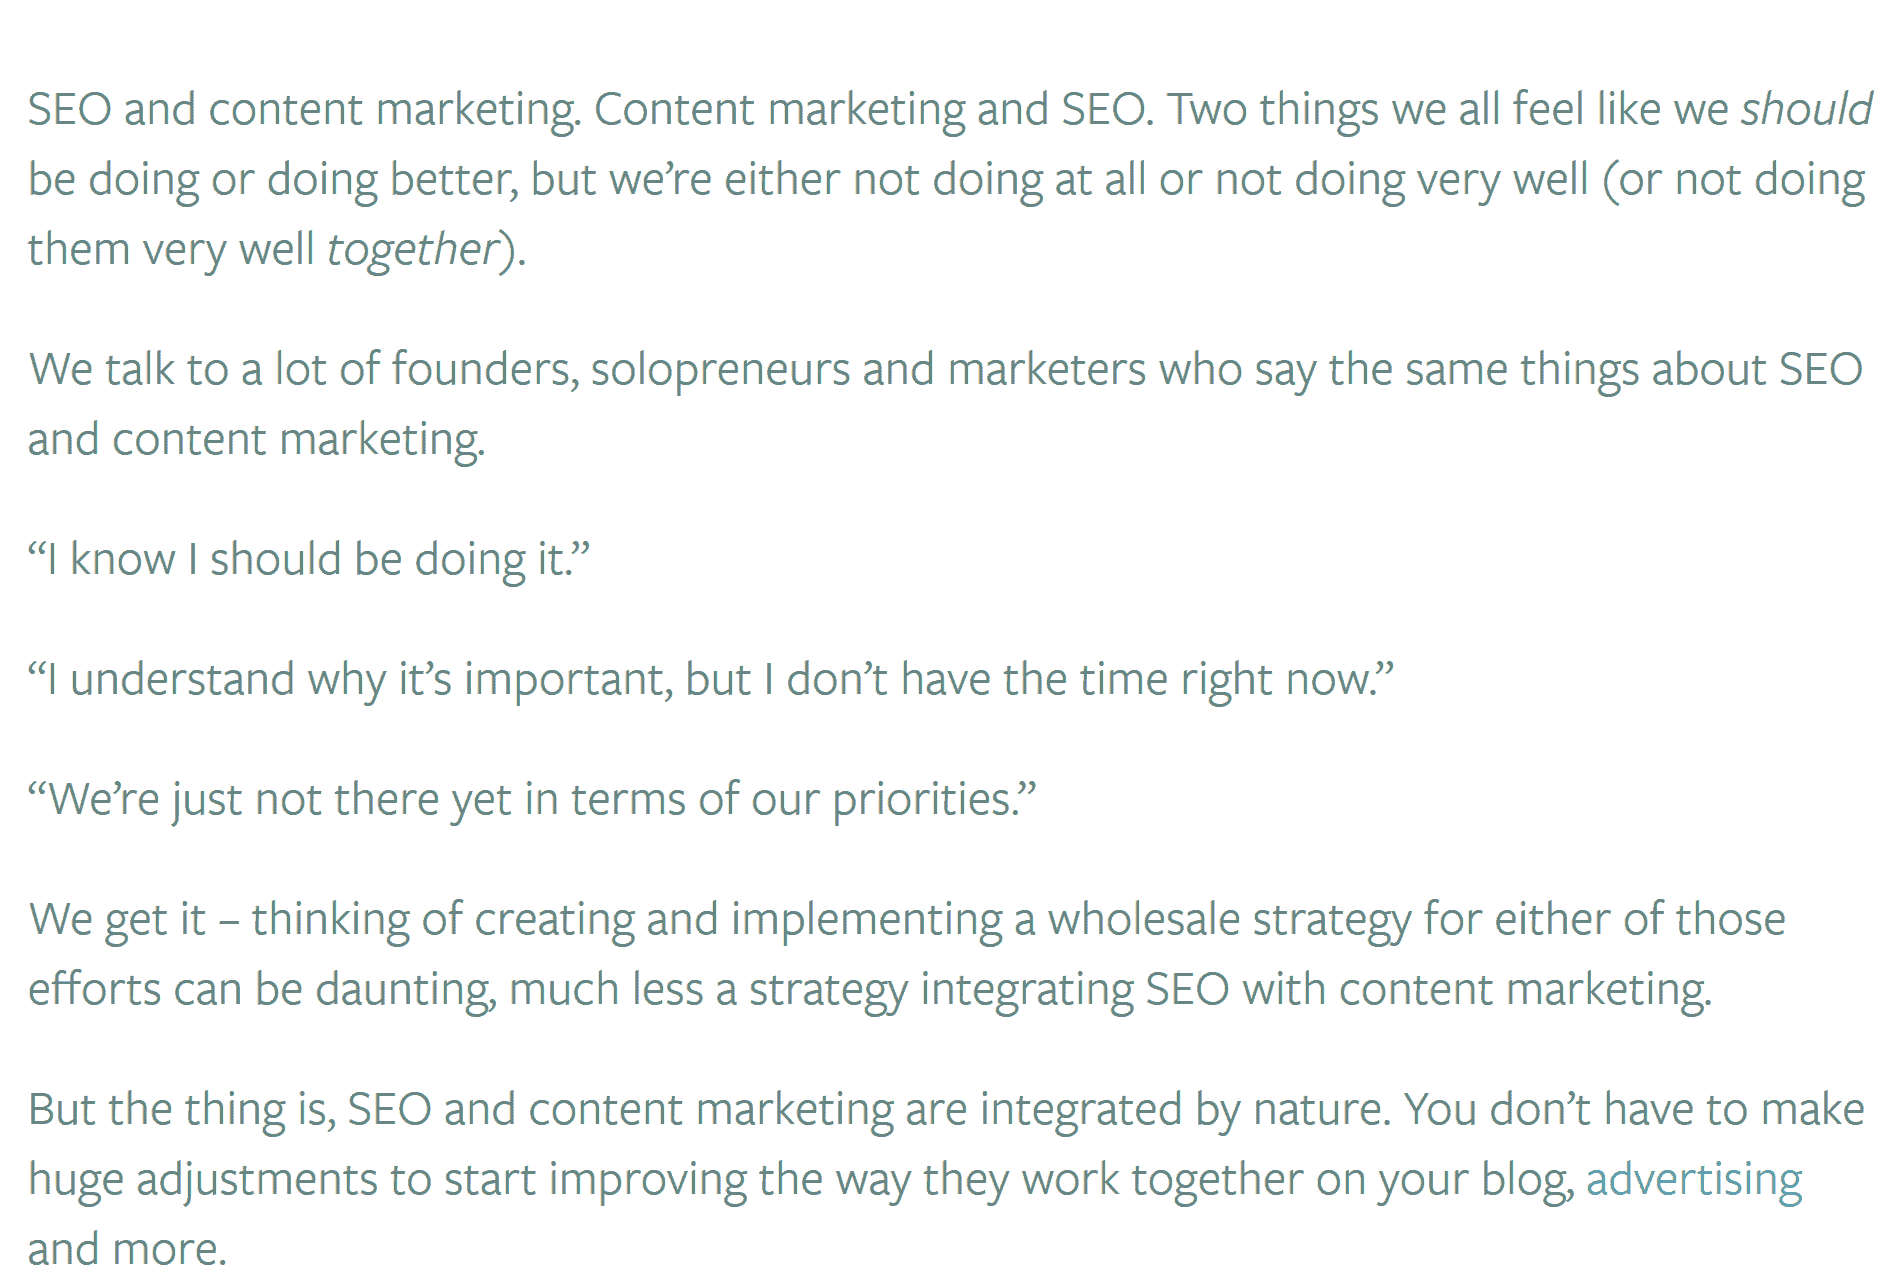 SEO and content marketing. Content marketing and SEO. Two things we all feel like we should
be doing or doing better, but we’re either not doing at all or not doing very well (or not doing
them very well together).
We talk to a lot of founders, solopreneurs and marketers who say the same things about SEO
and content marketing.
“I know I should be doing it.”
“I understand why it’s important, but I don’t have the time right now.”
“We’re just not there yet in terms of our priorities.”
We get it – thinking of creating and implementing a wholesale strategy for either of those
efforts can be daunting, much less a strategy integrating SEO with content marketing.
But the thing is, SEO and content marketing are integrated by nature. You don’t have to make
huge adjustments to start improving the way they work together on your blog, advertising
and more.